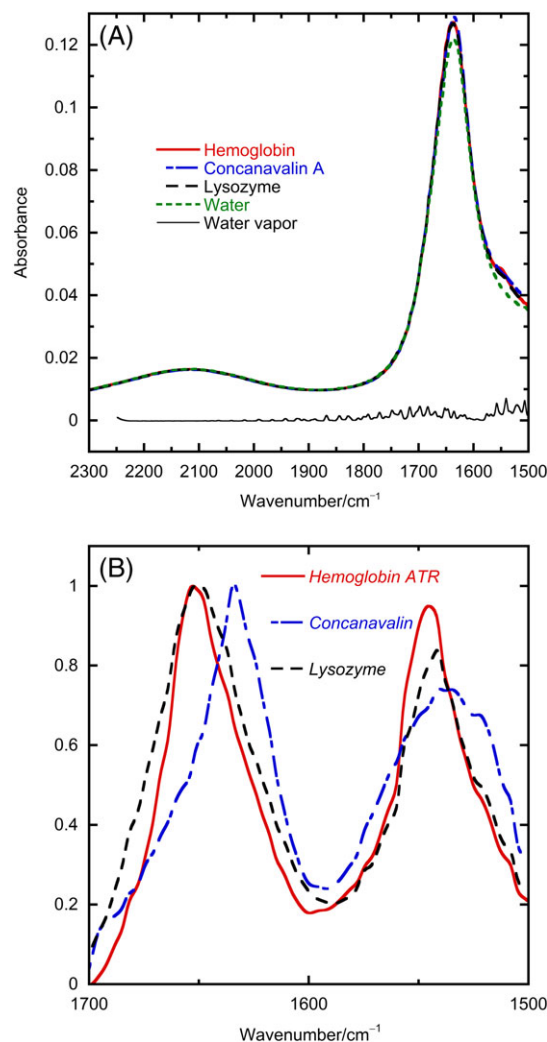 (A)
0.12
0.1
0.08
0.06
0.04
0.02
0
Absorbance
Hemoglobin
Concanavalin A
Lysozyme
Water
Water vapor
2300 2200 2100 2000 1900 1800 1700 1600 1500
Wavenumber/cm⁻¹
(B)
1
0.8
0.6
0.4
0.2
0
Hemoglobin ATR
Concanavalin
Lysozyme
1700 1600 1500
Wavenumber/cm⁻¹